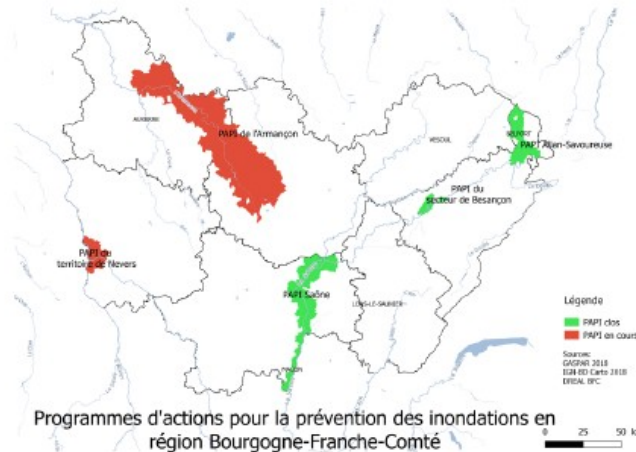 AUXERRE
PAPI de l'Armançon
VESOUL
BELFORT
PAPI Allan-Savoureuse
PAPI du
secteur de Besançon
PAPI du
territoire de Nevers
PAPI Saône
LONS-LE-SAUNIER
MACON
Légende
PAPI clos
PAPI en cours
Sources:
GASPAR 2018
IGN-BD Carto 2018
DREAL BFC
Programmes d'actions pour la prévention des inondations en
région Bourgogne-Franche-Comté
0 25 50 k